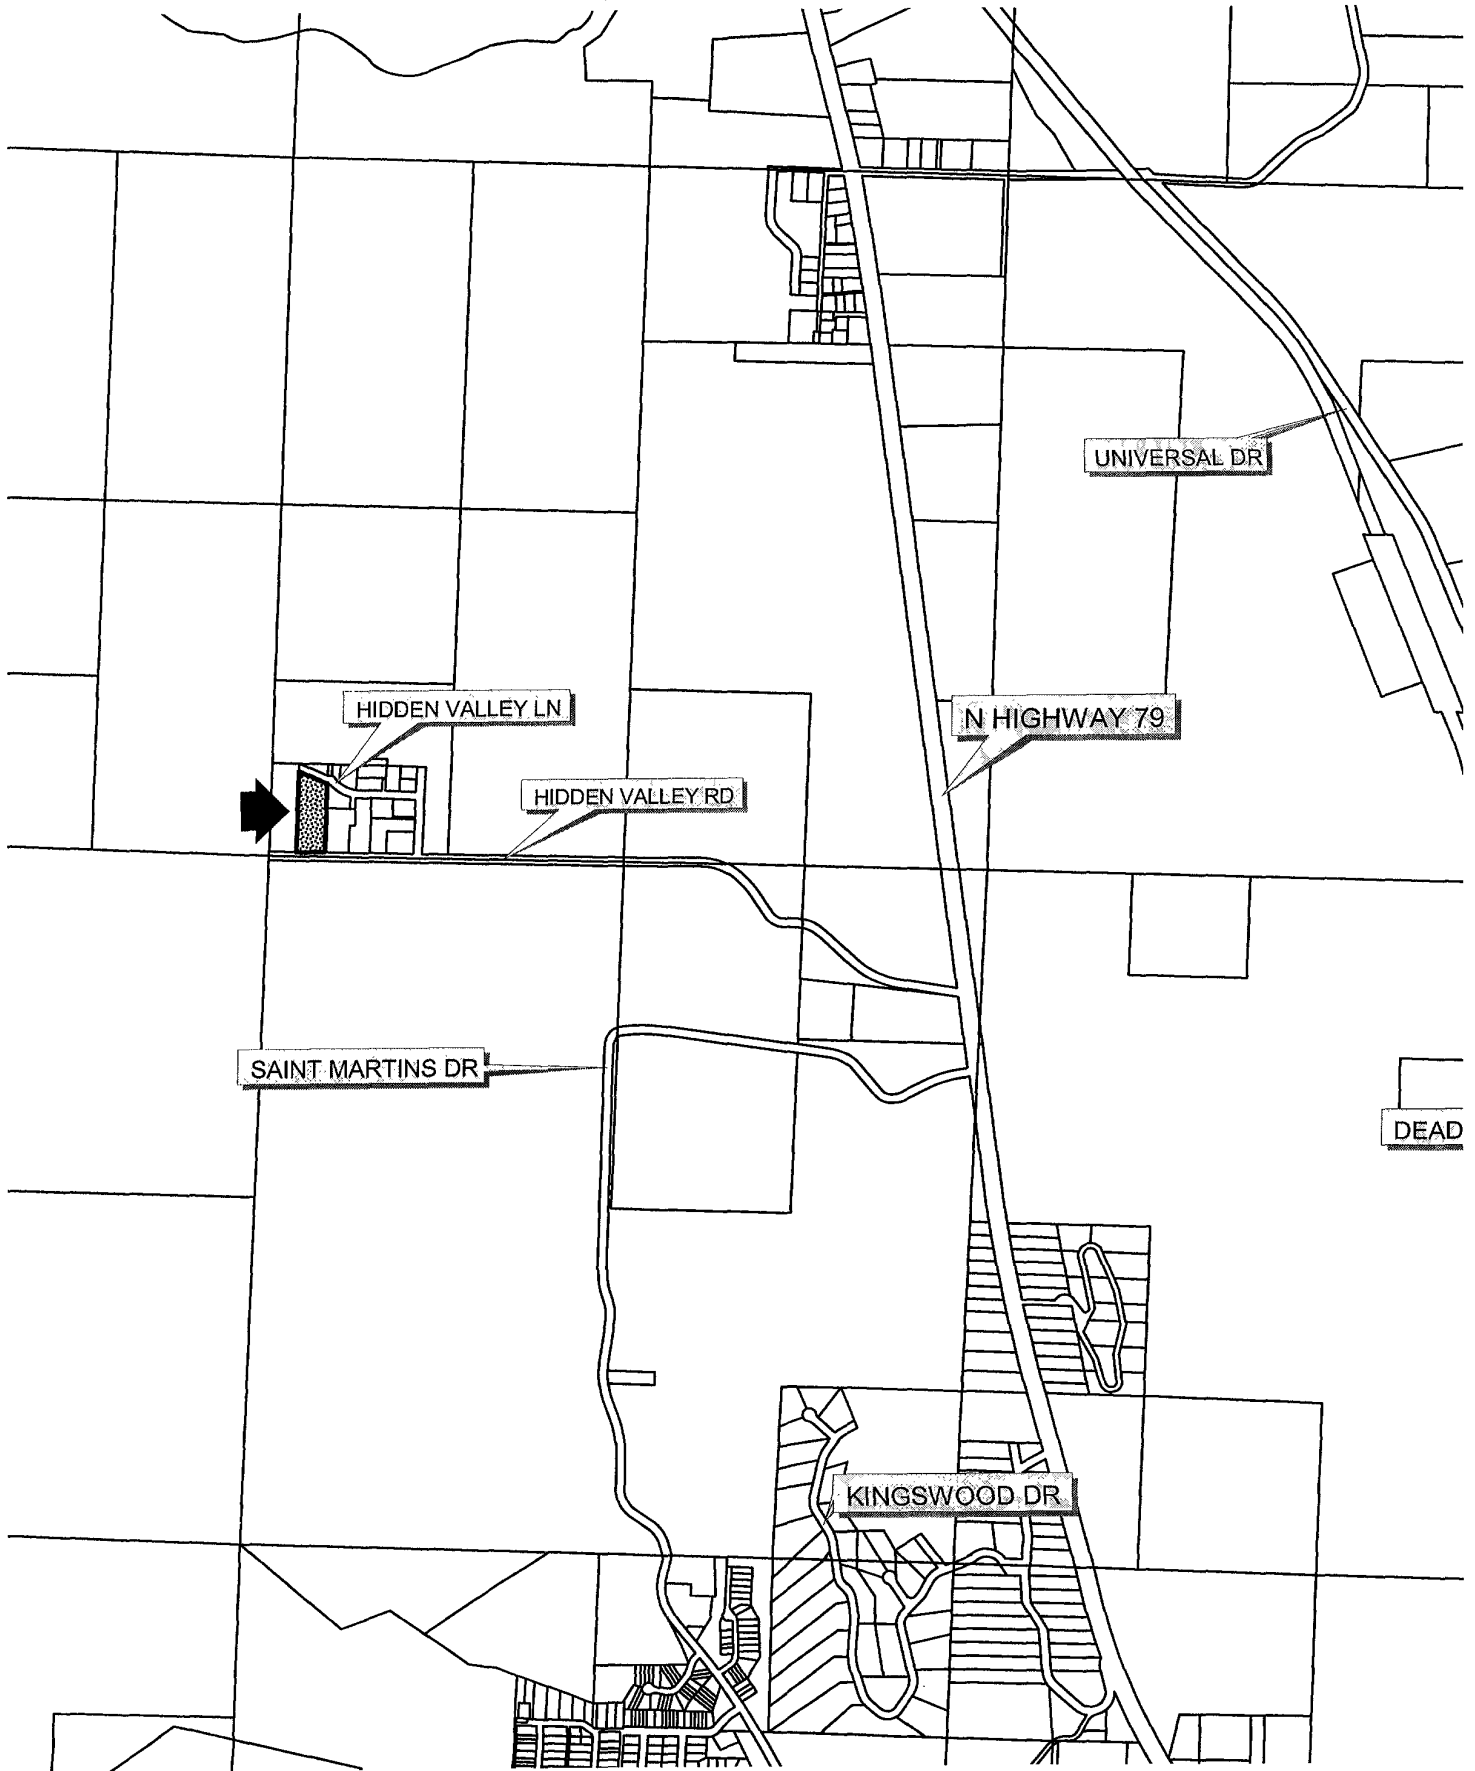 UNIVERSAL DR
HIDDEN VALLEY LN
N HIGHWAY 79
HIDDEN VALLEY RD
SAINT MARTINS DR
DEAD
KINGSWOOD DR